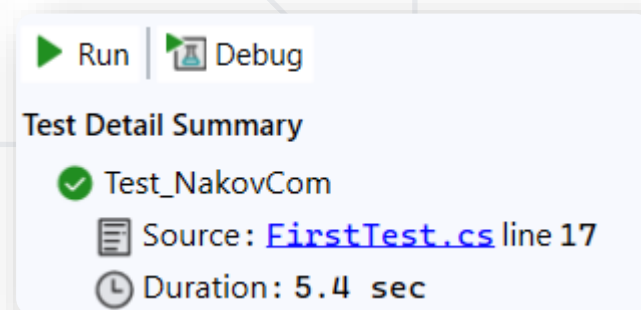 Run Debug
Test Detail Summary
Test_NakovCom
Source: FirstTest.cs line 17
Duration: 5.4 sec